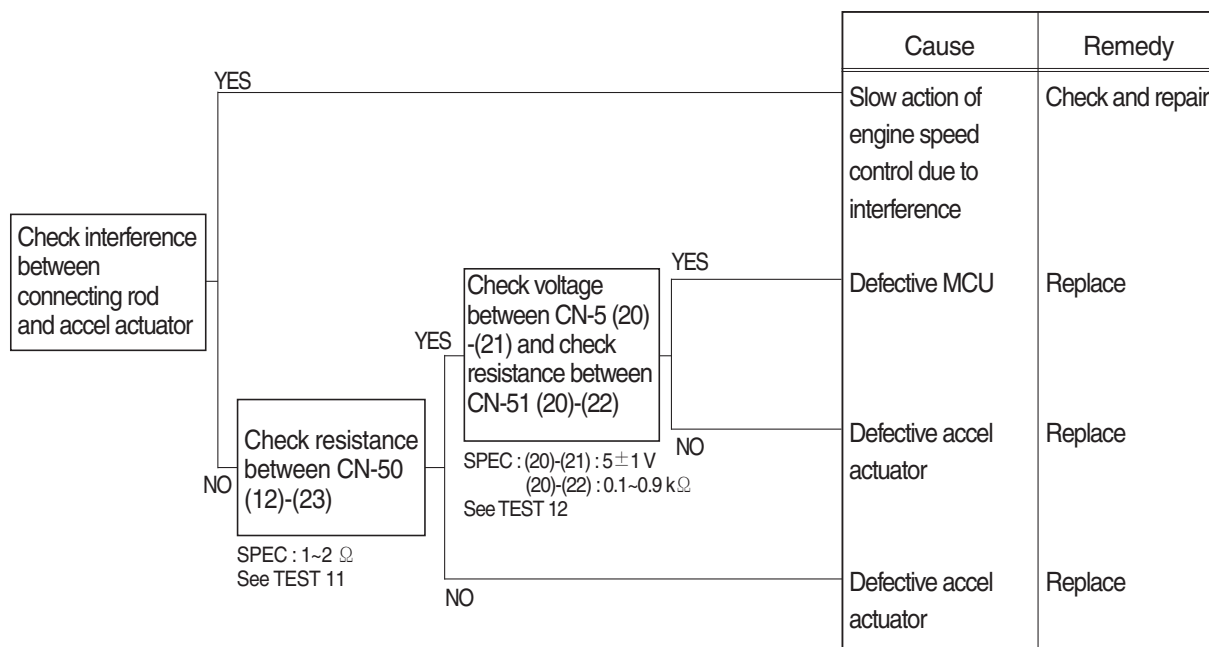 Cause
Remedy
YES
Slow action of
engine speed
control due to
interference
Check and repair
Check interference
between
connecting rod
and accel actuator
YES
Check voltage
between CN-5 (20)
-(21) and check
resistance between
CN-51 (20)-(22)
YES
Defective MCU
Replace
NO
Check resistance
between CN-50
(12)-(23)
SPEC : 1~2 Ω
See TEST 11
SPEC : (20)-(21) : 5±1 V
(20)-(22) : 0.1~0.9 kΩ
See TEST 12
NO
Defective accel
actuator
Replace
NO
Defective accel
actuator
Replace